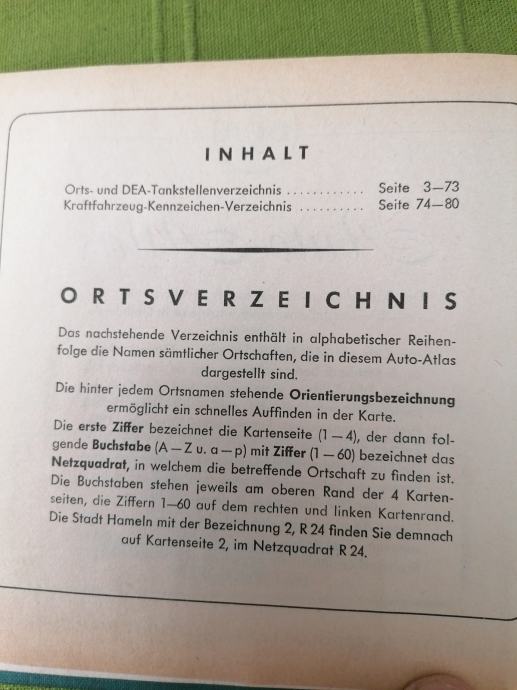 INHALT
Orts- und DEA-Tankstellenverzeichnis ............ Seite 3—73
Kraftfahrzeug-Kennzeichen-Verzeichnis .......... Seite 74—80
ORTSVERZEICHNIS
Das nachstehende Verzeichnis enthält in alphabetischer Reihen-
folge die Namen sämtlicher Ortschaften, die in diesem Auto-Atlas
dargestellt sind.
Die hinter jedem Ortsnamen stehende Orientierungsbezeichnung
ermöglicht ein schnelles Auffinden in der Karte.
Die erste Ziffer bezeichnet die Kartenseite (1 — 4), der dann fol-
gende Buchstabe (A — Z u. a — p) mit Ziffer (1 — 60) bezeichnet das
Netzquadrat, in welchem die betreffende Ortschaft zu finden ist.
Die Buchstaben stehen jeweils am oberen Rand der 4 Karten-
seiten, die Ziffern 1—60 auf dem rechten und linken Kartenrand.
Die Stadt Hameln mit der Bezeichnung 2, R 24 finden Sie demnach
auf Kartenseite 2, im Netzquadrat R 24.